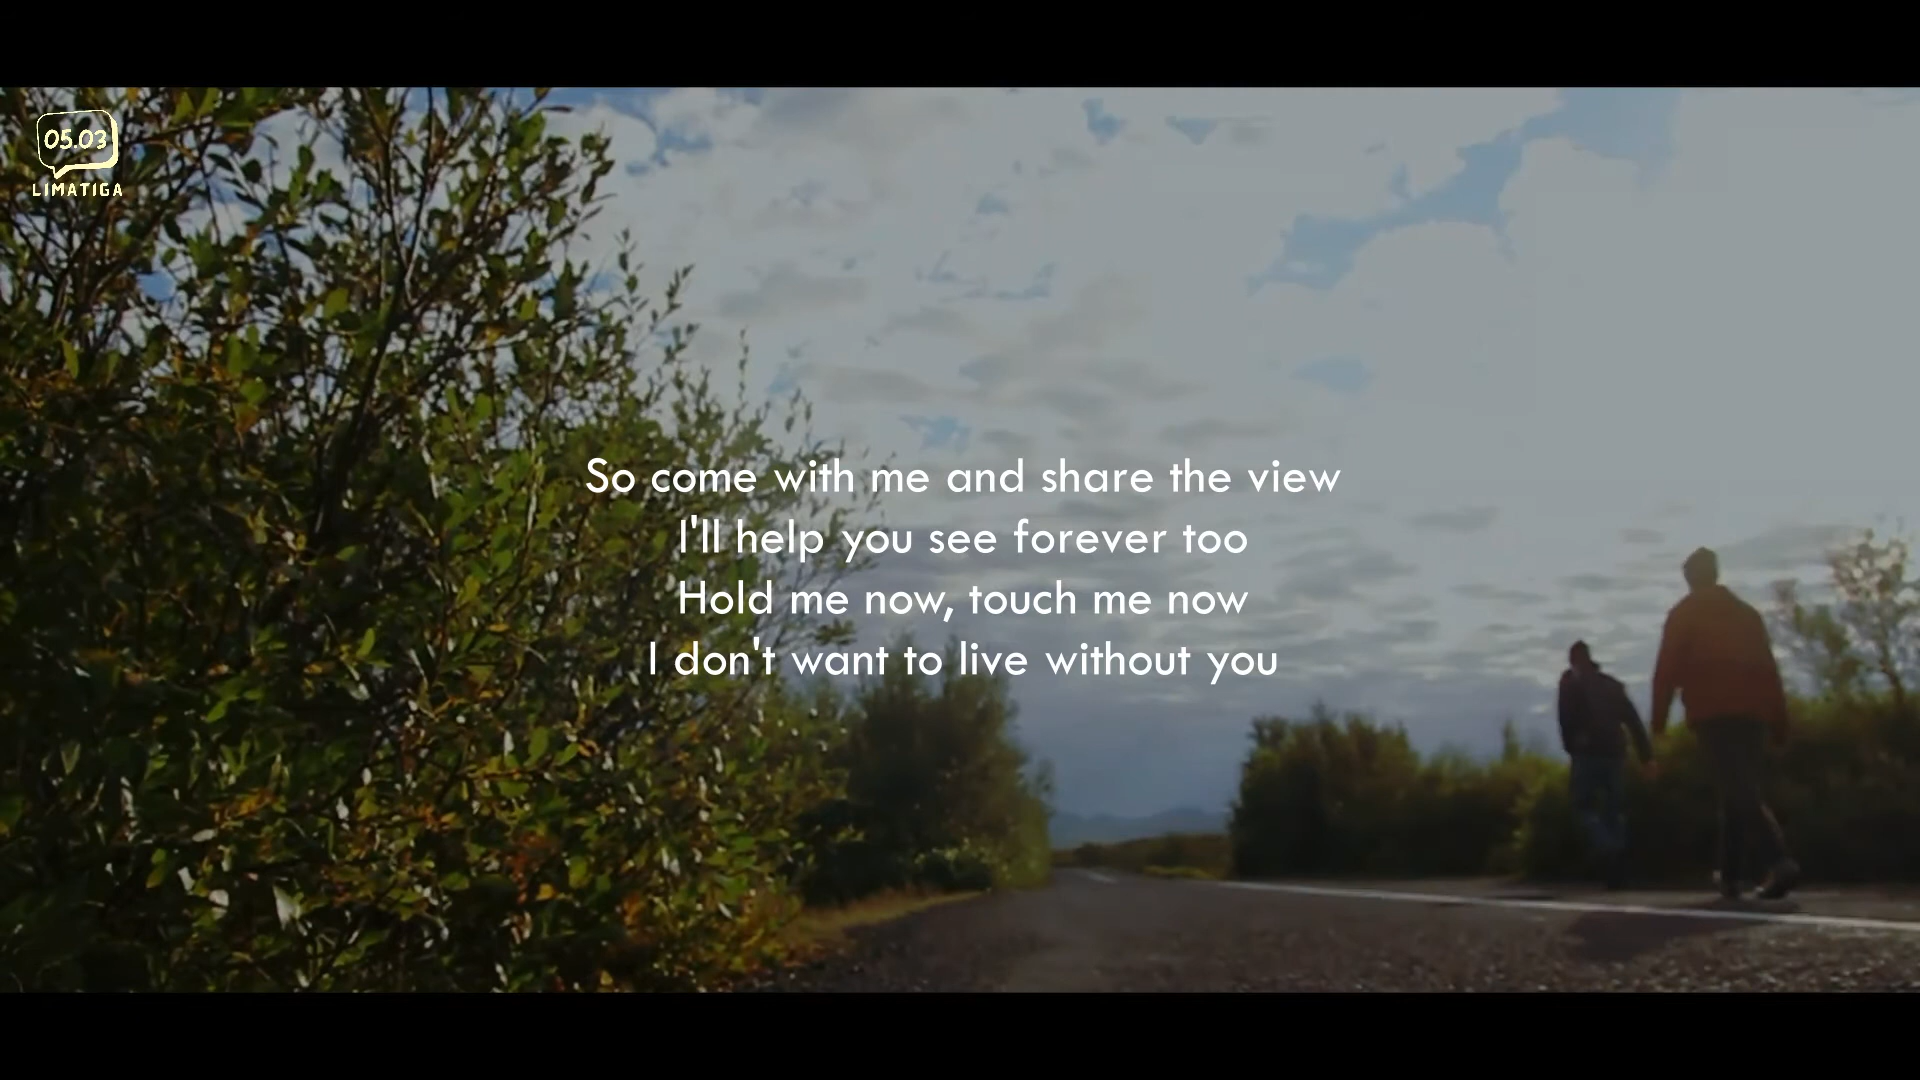 05.03
LIMATIGA
So come with me and share the view
I'll help you see forever too
Hold me now, touch me now
I don't want to live without you